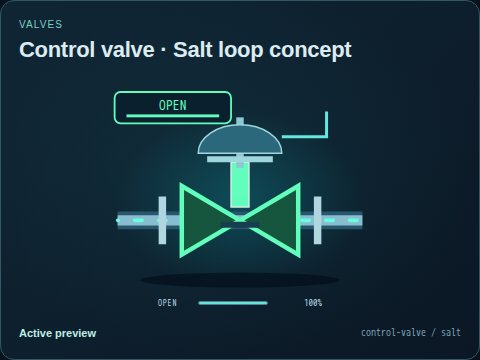 VALVES
Control valve · Salt loop concept
OPEN
OPEN 100%
Active preview control-valve / salt